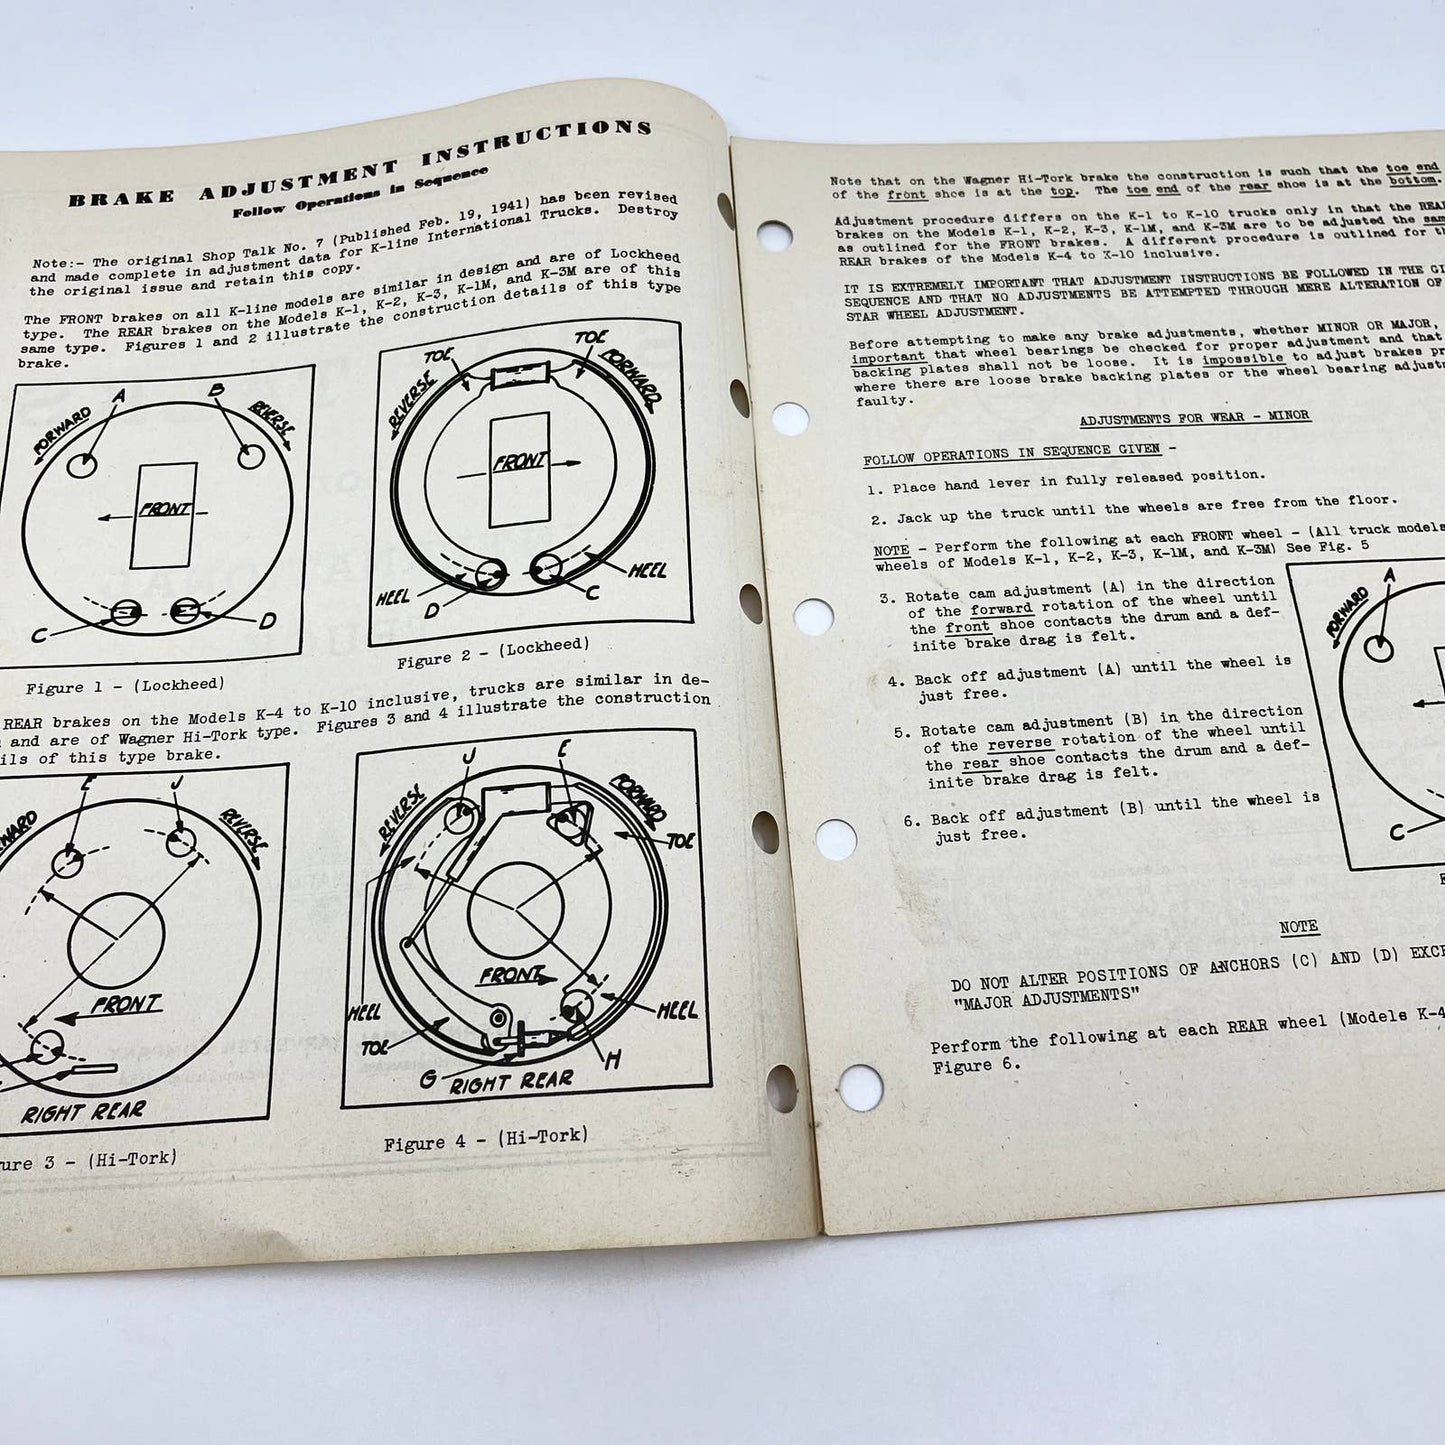 BRAKE ADJUSTMENT INSTRUCTIONS
Follow Operations in Sequence
Note:- The original Shop Talk No. 7 (Published Feb. 19, 1941) has been revised
and made complete in adjustment data for K-line International Trucks. Destroy
the original issue and retain this copy.
The FRONT brakes on all K-line models are similar in design and are of Lockheed
type. The REAR brakes on the Models K-1, K-2, K-3, K-1M, and K-3M are of this
same type. Figures 1 and 2 illustrate the construction details of this type
brake.
FORWARD
A
B
REVERSE
FRONT
C
D
Figure 1 - (Lockheed)
TOE
TOE
REVERSE
FORWARD
FRONT
HEEL
D
C
HEEL
Figure 2 - (Lockheed)
REAR brakes on the Models K-4 to K-10 inclusive, trucks are similar in de-
and are of Wagner Hi-Tork type. Figures 3 and 4 illustrate the construction
ils of this type brake.
WARD
E
J
REVERSE
FRONT
RIGHT REAR
ure 3 - (Hi-Tork)
J
E
REVERSE
FORWARD
TOE
FRONT
HEEL
HEEL
TOE
G
H
RIGHT REAR
Figure 4 - (Hi-Tork)
Note that on the Wagner Hi-Tork brake the construction is such that the toe end
of the front shoe is at the top. The toe end of the rear shoe is at the bottom.
Adjustment procedure differs on the K-1 to K-10 trucks only in that the REAR
brakes on the Models K-1, K-2, K-3, K-1M, and K-3M are to be adjusted the sam
as outlined for the FRONT brakes. A different procedure is outlined for th
REAR brakes of the Models K-4 to K-10 inclusive.
IT IS EXTREMELY IMPORTANT THAT ADJUSTMENT INSTRUCTIONS BE FOLLOWED IN THE GI
SEQUENCE AND THAT NO ADJUSTMENTS BE ATTEMPTED THROUGH MERE ALTERATION OF
STAR WHEEL ADJUSTMENT.
Before attempting to make any brake adjustments, whether MINOR OR MAJOR,
important that wheel bearings be checked for proper adjustment and that
backing plates shall not be loose. It is impossible to adjust brakes pr
where there are loose brake backing plates or the wheel bearing adjustm
faulty.
ADJUSTMENTS FOR WEAR - MINOR
FOLLOW OPERATIONS IN SEQUENCE GIVEN -
1. Place hand lever in fully released position.
2. Jack up the truck until the wheels are free from the floor.
NOTE - Perform the following at each FRONT wheel - (All truck models
wheels of Models K-1, K-2, K-3, K-1M, and K-3M) See Fig. 5
3. Rotate cam adjustment (A) in the direction
of the forward rotation of the wheel until
the front shoe contacts the drum and a def-
inite brake drag is felt.
4. Back off adjustment (A) until the wheel is
just free.
5. Rotate cam adjustment (B) in the direction
of the reverse rotation of the wheel until
the rear shoe contacts the drum and a def-
inite brake drag is felt.
6. Back off adjustment (B) until the wheel is
just free.
FORWARD
A
C
NOTE
DO NOT ALTER POSITIONS OF ANCHORS (C) AND (D) EXCE
"MAJOR ADJUSTMENTS"
Perform the following at each REAR wheel (Models K-4
Figure 6.